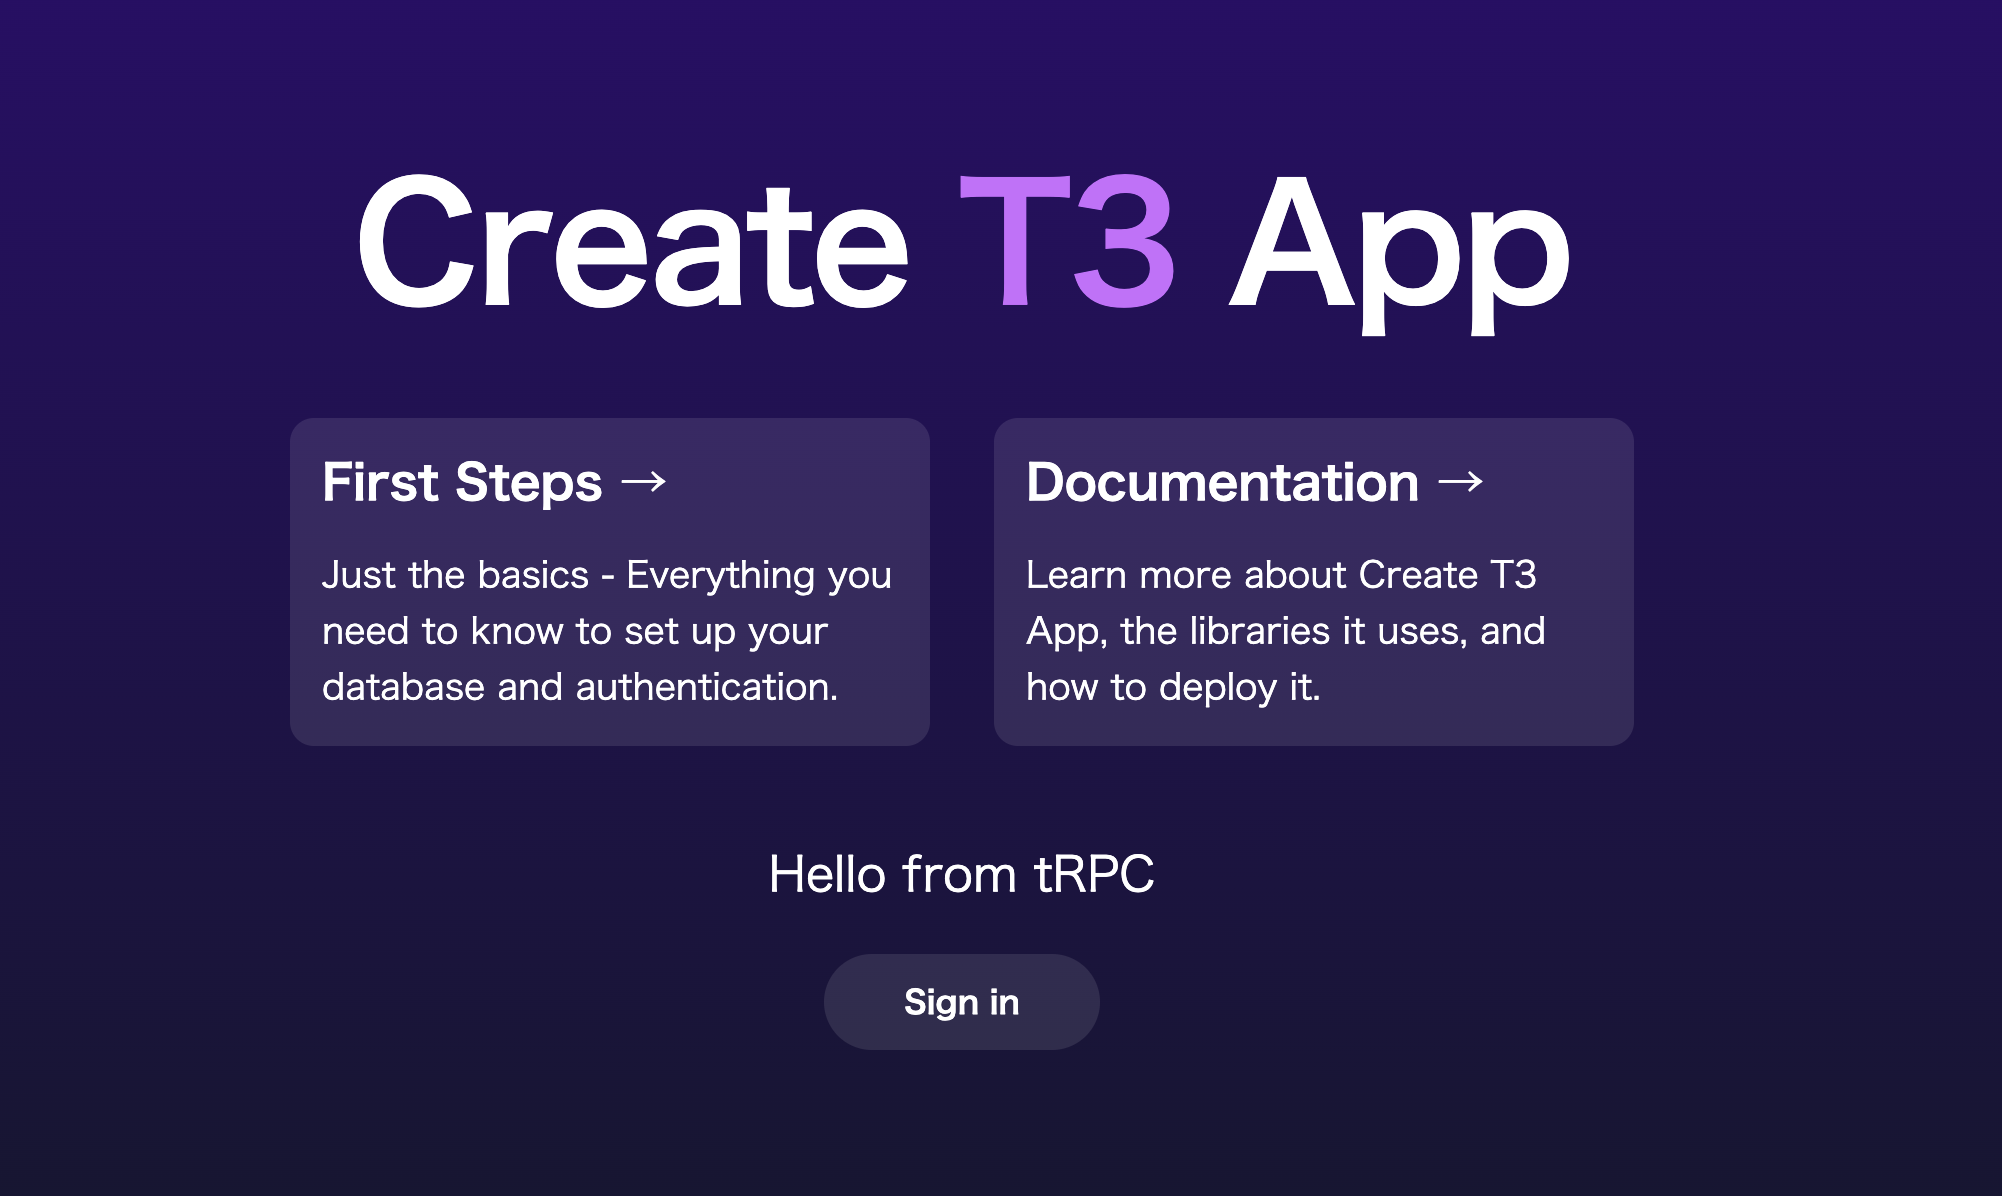 Create T3 App
First Steps →
Just the basics - Everything you
need to know to set up your
database and authentication.
Documentation →
Learn more about Create T3
App, the libraries it uses, and
how to deploy it.
Hello from tRPC
Sign in